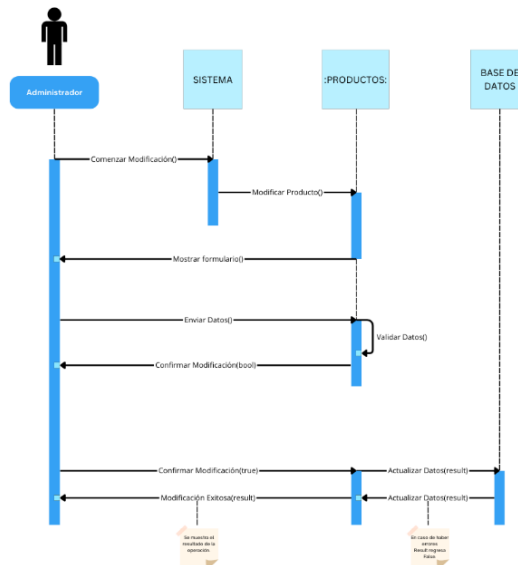 Administrador
SISTEMA
:PRODUCTOS:
BASE DE
DATOS
Comenzar Modificación()
Modificar Producto()
Mostrar formulario()
Enviar Datos()
Validar Datos()
Confirmar Modificación(bool)
Confirmar Modificación(true)
Actualizar Datos(result)
Modificación Exitosa(result)
Actualizar Datos(result)
Se muestra el
resultado de la
operación
En caso de haber
errores
Result regresa
False